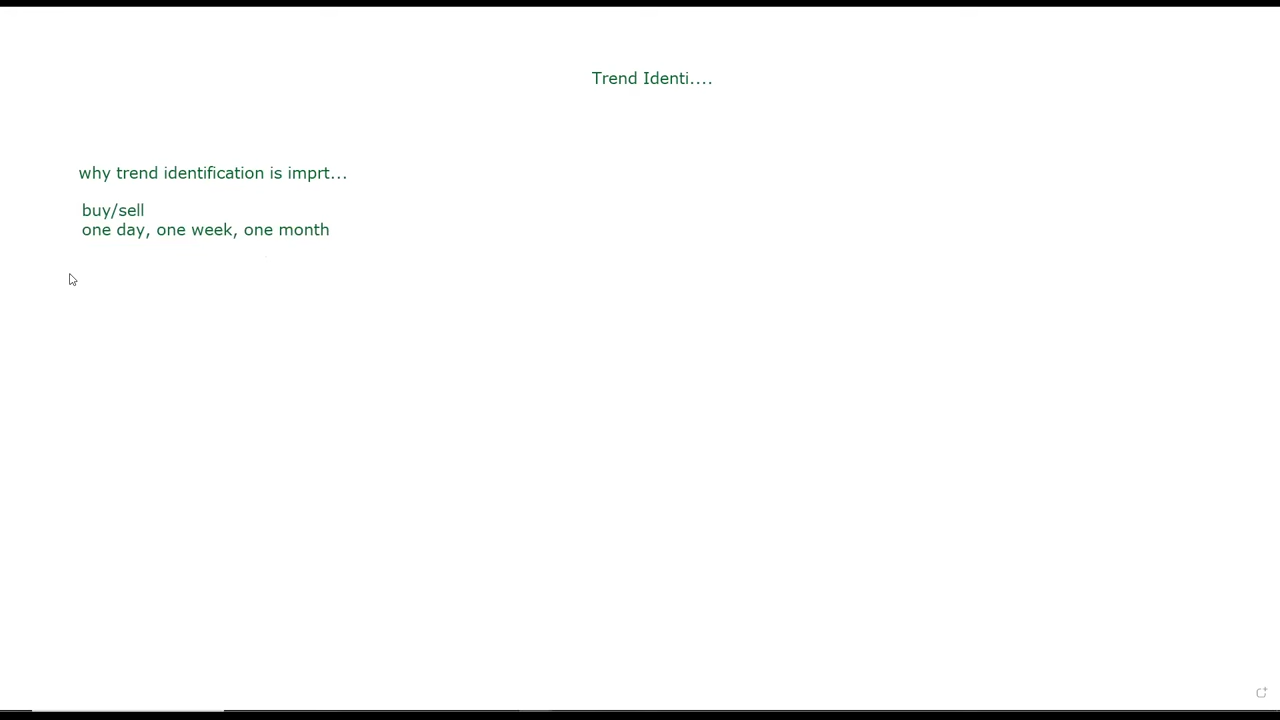 Trend Identi....
why trend identification is imprt...
buy/sell
one day, one week, one month